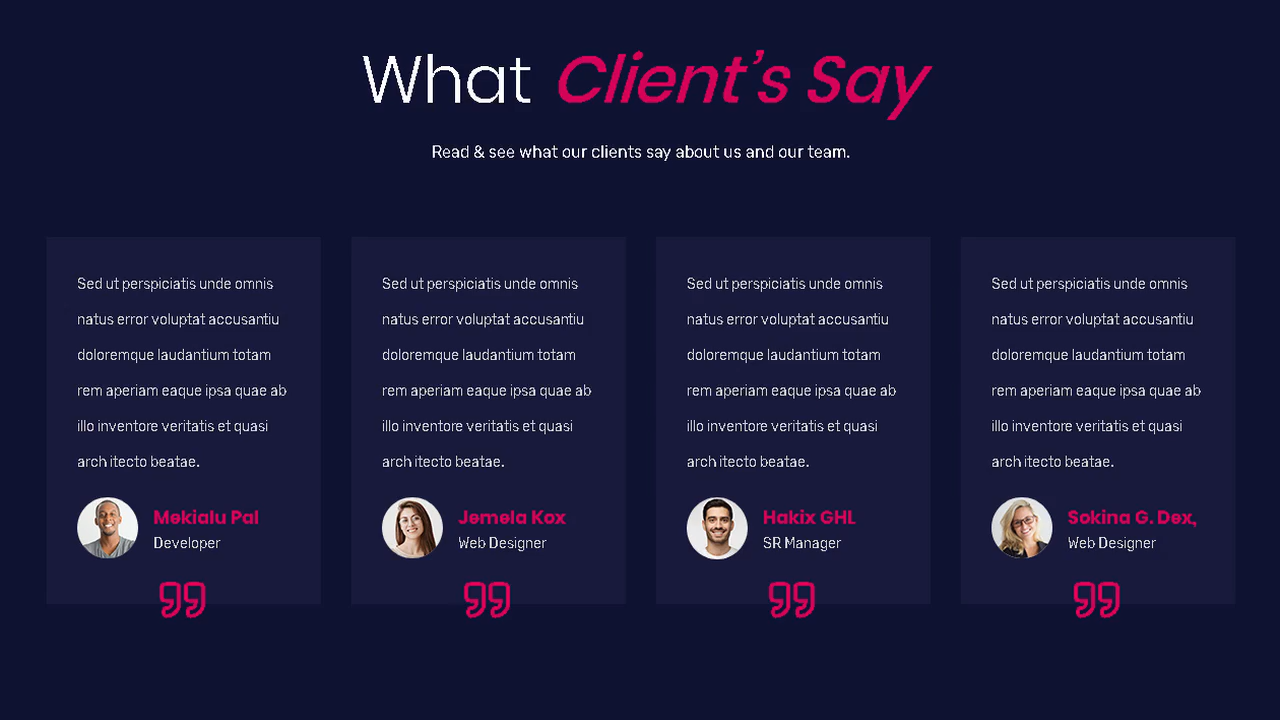 What Client's Say
Read & see what our clients say about us and our team.
Sed ut perspiciatis unde omnis
natus error voluptat accusantiu
doloremque laudantium totam
rem aperiam eaque ipsa quae ab
illo inventore veritatis et quasi
arch itecto beatae.
Mekialu Pal
Developer
Sed ut perspiciatis unde omnis
natus error voluptat accusantiu
doloremque laudantium totam
rem aperiam eaque ipsa quae ab
illo inventore veritatis et quasi
arch itecto beatae.
Jemela Kox
Web Designer
Sed ut perspiciatis unde omnis
natus error voluptat accusantiu
doloremque laudantium totam
rem aperiam eaque ipsa quae ab
illo inventore veritatis et quasi
arch itecto beatae.
Hakix GHL
SR Manager
Sed ut perspiciatis unde omnis
natus error voluptat accusantiu
doloremque laudantium totam
rem aperiam eaque ipsa quae ab
illo inventore veritatis et quasi
arch itecto beatae.
Sokina G. Dex,
Web Designer